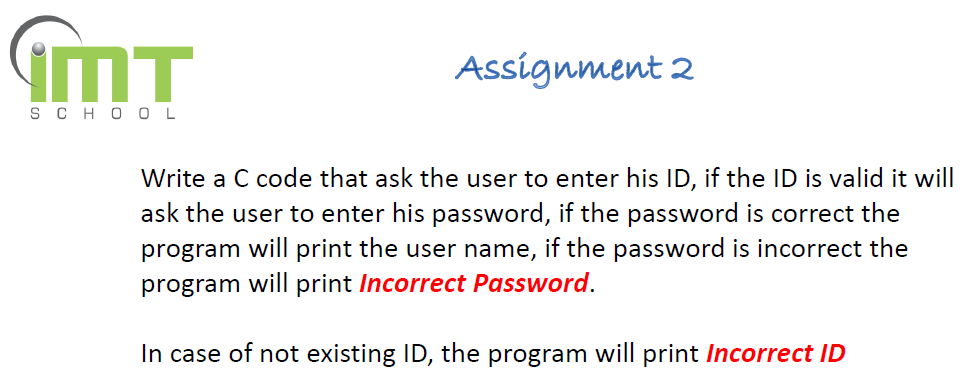 iMT
SCHOOL
Assignment 2
Write a C code that ask the user to enter his ID, if the ID is valid it will
ask the user to enter his password, if the password is correct the
program will print the user name, if the password is incorrect the
program will print Incorrect Password.
In case of not existing ID, the program will print Incorrect ID